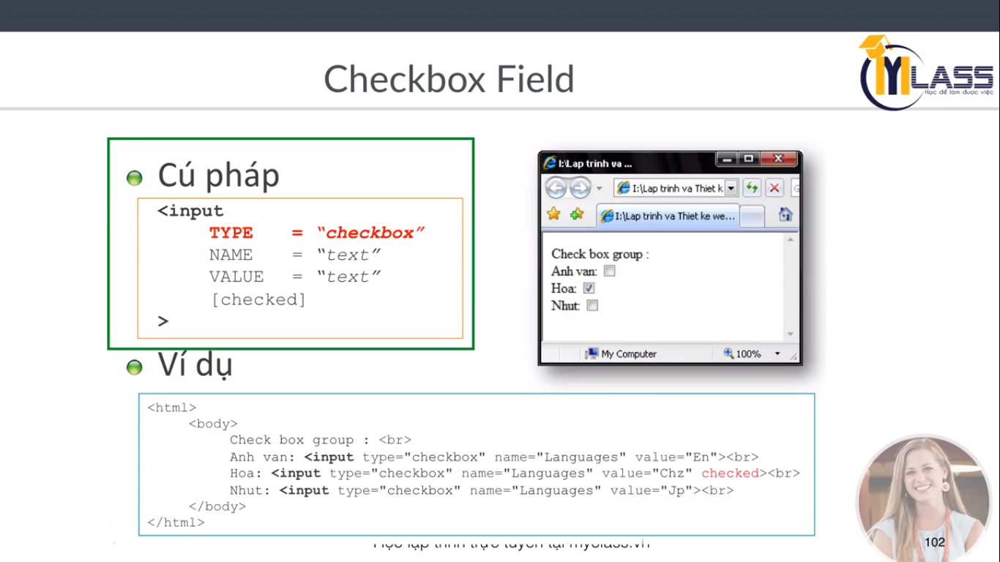 Checkbox Field
MYLASS
Học để làm được việc
Cú pháp
<input
TYPE = “checkbox”
NAME = “text”
VALUE = “text”
[checked]
>
I:\Lap trinh va ...
I:\Lap trinh va Thiet k
G
I:\Lap trinh va Thiet ke we...
Check box group :
Anh van:
Hoa:
Nhut:
My Computer
100%
Ví dụ
<html>
<body>
Check box group : <br>
Anh van: <input type="checkbox" name="Languages" value="En"><br>
Hoa: <input type="checkbox" name="Languages" value="Chz" checked><br>
Nhut: <input type="checkbox" name="Languages" value="Jp"><br>
</body>
</html>
Học lập trình trực tuyến tại myclass.vn
102